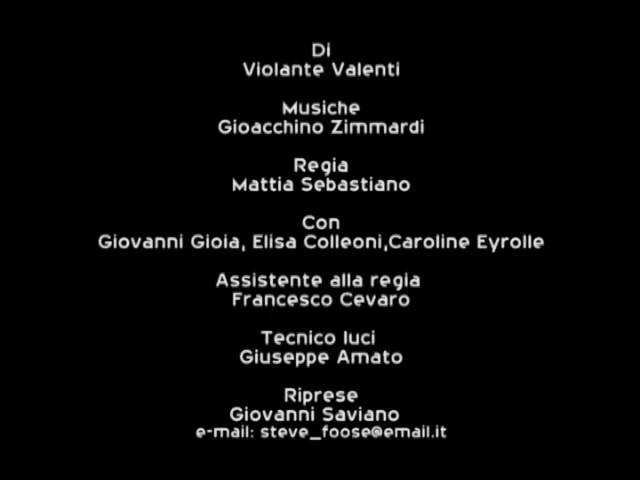 Di
Violante Valenti
Musiche
Gioacchino Zimmardi
Regia
Mattia Sebastiano
Con
Giovanni Gioia, Elisa Colleoni,Caroline Eyrolle
Assistente alla regia
Francesco Cevaro
Tecnico luci
Giuseppe Amato
Riprese
Giovanni Saviano
e-mail: steve_foose@email.it